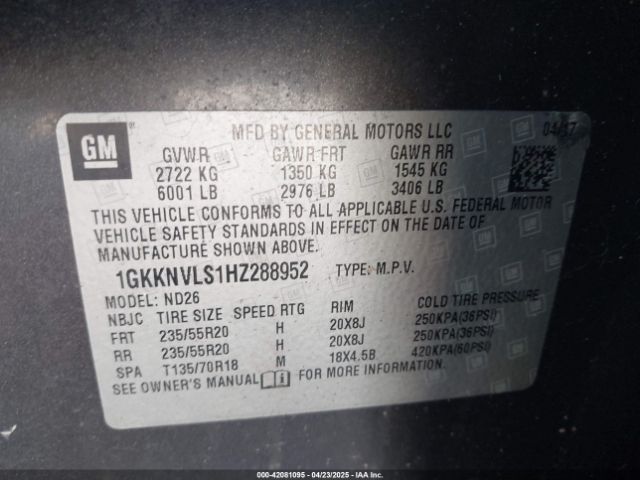 GM
MFD BY GENERAL MOTORS LLC 04/17
GVWR GAWR FRT GAWR RR
2722 KG 1350 KG 1545 KG
6001 LB 2976 LB 3406 LB
THIS VEHICLE CONFORMS TO ALL APPLICABLE U.S. FEDERAL MOTOR
VEHICLE SAFETY STANDARDS IN EFFECT ON THE DATE OF
MANUFACTURE SHOWN ABOVE.
1GKKNVLS1HZ288952 TYPE: M.P.V.
MODEL: ND26
NBJC TIRE SIZE SPEED RTG RIM COLD TIRE PRESSURE
FRT 235/55R20 H 20X8J 250KPA(36PSI)
RR 235/55R20 H 20X8J 250KPA(36PSI)
SPA T135/70R18 M 18X4.5B 420KPA(60PSI)
SEE OWNER'S MANUAL FOR MORE INFORMATION.
000-42081095 04/23/2025 IAAI.COM